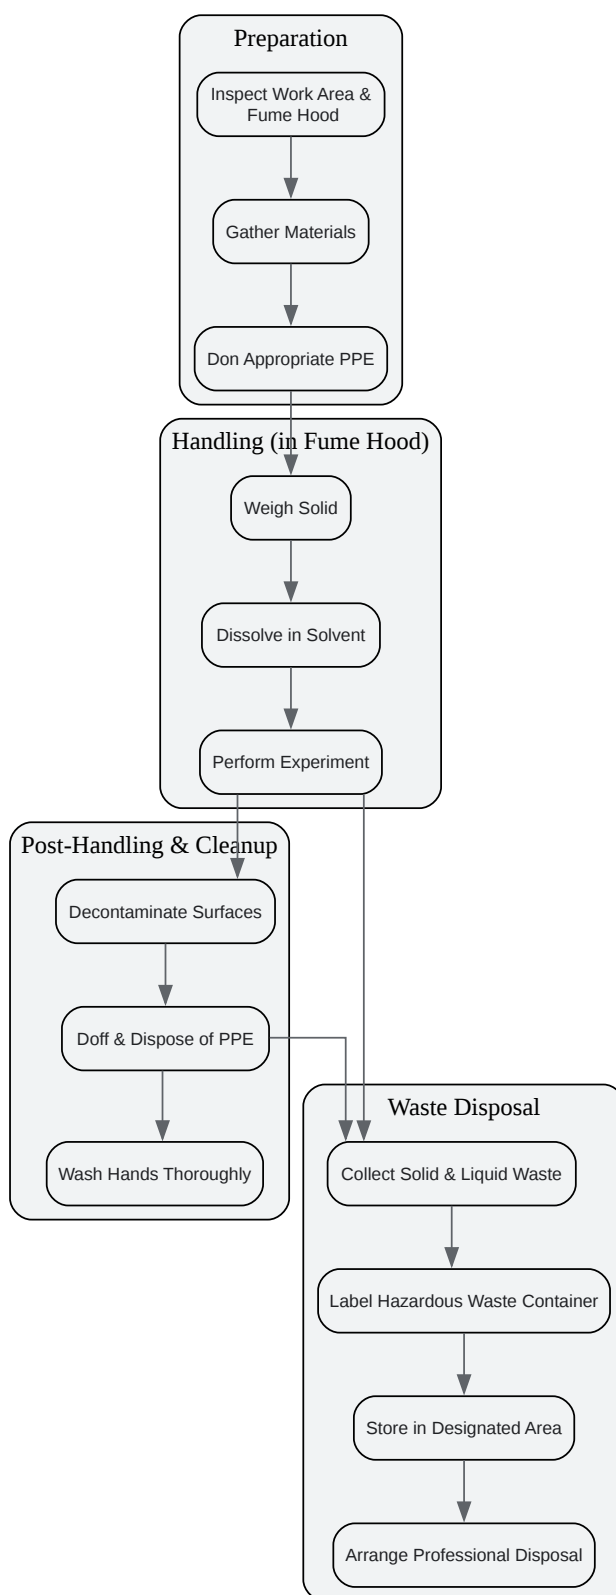 Preparation
Inspect Work Area &
Fume Hood
Gather Materials
Don Appropriate PPE
Handling (in Fume Hood)
Weigh Solid
Dissolve in Solvent
Perform Experiment
Post-Handling & Cleanup
Decontaminate Surfaces
Doff & Dispose of PPE
Wash Hands Thoroughly
Waste Disposal
Collect Solid & Liquid Waste
Label Hazardous Waste Container
Store in Designated Area
Arrange Professional Disposal